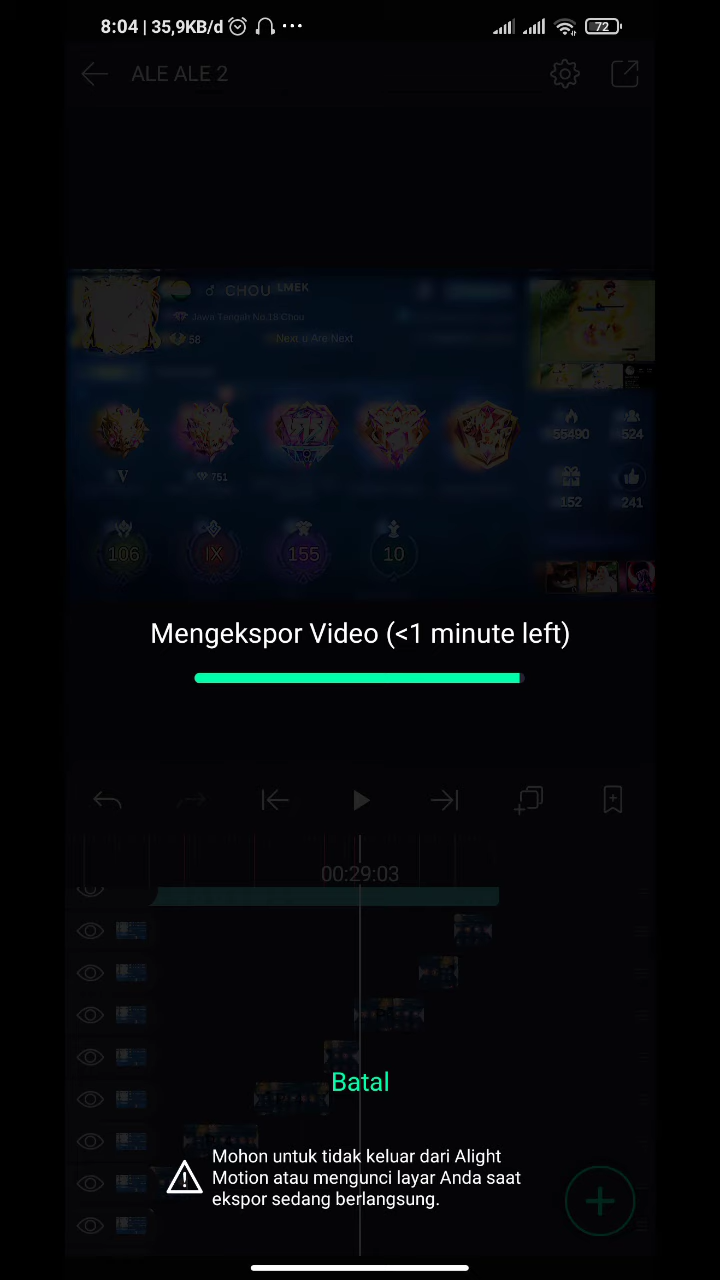 8:04 | 35,9KB/d
72
ALE ALE 2
CHOU LMEK
Jawa Tengah No.18 Chou
58
Next u Are Next
55490
524
V
751
152
241
106
IX
155
10
Mengekspor Video (<1 minute left)
00:29:03
Batal
Mohon untuk tidak keluar dari Alight
Motion atau mengunci layar Anda saat
ekspor sedang berlangsung.